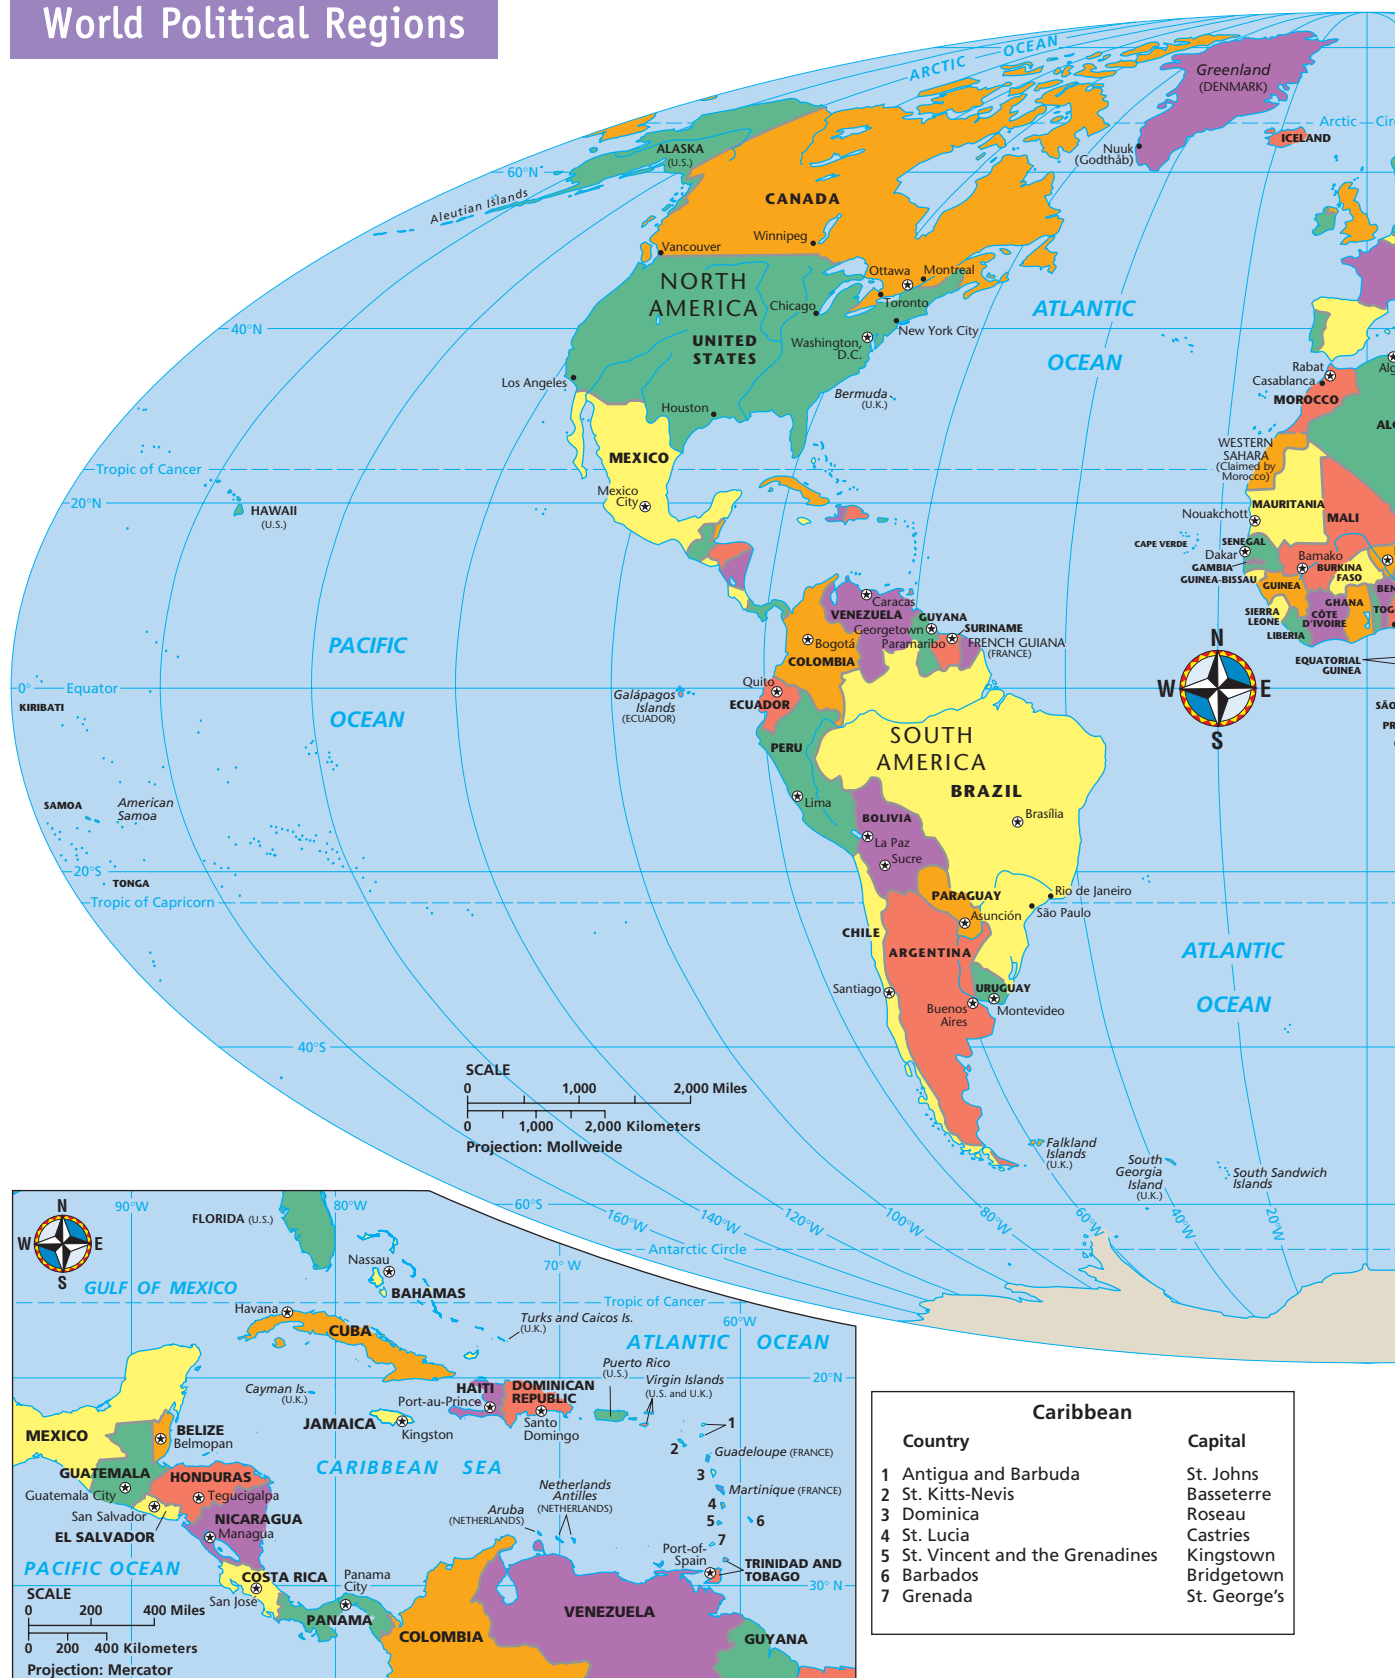 World Political Regions
ARCTIC OCEAN
Greenland
(DENMARK)
Arctic Circ
ICELAND
Nuuk
(Godthåb)
ALASKA
(U.S.)
60°N
Aleutian Islands
CANADA
Vancouver
Winnipeg
Ottawa
Montreal
Toronto
NORTH
AMERICA
Chicago
New York City
UNITED
STATES
Washington,
D.C.
40°N
Los Angeles
Houston
Bermuda
(U.K.)
ATLANTIC
OCEAN
Rabat
Casablanca
MOROCCO
Alg
ALG
WESTERN
SAHARA
(Claimed by
Morocco)
Tropic of Cancer
MEXICO
Mexico
City
20°N
HAWAII
(U.S.)
MAURITANIA
Nouakchott
MALI
CAPE VERDE
SENEGAL
Dakar
GAMBIA
GUINEA-BISSAU
Bamako
BURKINA
FASO
GUINEA
BEN
GHANA
TOG
SIERRA
LEONE
CÔTE
D'IVOIRE
LIBERIA
EQUATORIAL
GUINEA
SÃO
PR
N
W
E
S
PACIFIC
OCEAN
Caracas
VENEZUELA
GUYANA
Georgetown
SURINAME
Paramaribo
FRENCH GUIANA
(FRANCE)
Bogotá
COLOMBIA
Quito
ECUADOR
Galápagos
Islands
(ECUADOR)
0°
Equator
KIRIBATI
PERU
SOUTH
AMERICA
BRAZIL
Lima
Brasília
BOLIVIA
La Paz
Sucre
SAMOA
American
Samoa
20°S
TONGA
Tropic of Capricorn
PARAGUAY
Asunción
Rio de Janeiro
São Paulo
CHILE
ARGENTINA
URUGUAY
Santiago
Buenos
Aires
Montevideo
ATLANTIC
OCEAN
40°S
SCALE
0 1,000 2,000 Miles
0 1,000 2,000 Kilometers
Projection: Mollweide
Falkland
Islands
(U.K.)
South
Georgia
Island
(U.K.)
South Sandwich
Islands
60°S
160°W
140°W
120°W
100°W
80°W
60°W
40°W
20°W
Antarctic Circle
N
W
E
S
90°W
80°W
70° W
60°W
FLORIDA (U.S.)
GULF OF MEXICO
Nassau
BAHAMAS
Tropic of Cancer
Havana
CUBA
Turks and Caicos Is.
(U.K.)
ATLANTIC OCEAN
20°N
Cayman Is.
(U.K.)
HAITI
Port-au-Prince
DOMINICAN
REPUBLIC
Santo
Domingo
Puerto Rico
(U.S.)
Virgin Islands
(U.S. and U.K.)
JAMAICA
Kingston
MEXICO
BELIZE
Belmopan
GUATEMALA
Guatemala City
HONDURAS
Tegucigalpa
San Salvador
EL SALVADOR
NICARAGUA
Managua
CARIBBEAN SEA
1
2
Guadeloupe (FRANCE)
3
Martinique (FRANCE)
4
5
6
7
Aruba
(NETHERLANDS)
Netherlands
Antilles
(NETHERLANDS)
Port-of-
Spain
TRINIDAD AND
TOBAGO
30° N
PACIFIC OCEAN
COSTA RICA
San José
Panama
City
PANAMA
COLOMBIA
VENEZUELA
GUYANA
SCALE
0 200 400 Miles
0 200 400 Kilometers
Projection: Mercator
Caribbean
Country Capital
1 Antigua and Barbuda St. Johns
2 St. Kitts-Nevis Basseterre
3 Dominica Roseau
4 St. Lucia Castries
5 St. Vincent and the Grenadines Kingstown
6 Barbados Bridgetown
7 Grenada St. George's